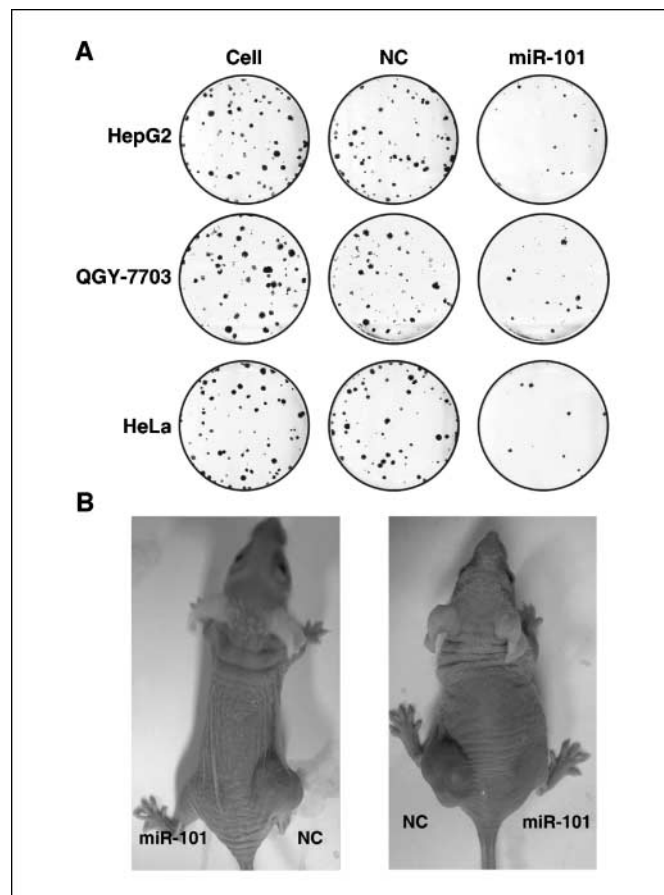 A
Cell NC miR-101
HepG2
QGY-7703
HeLa
B
miR-101 NC
NC miR-101